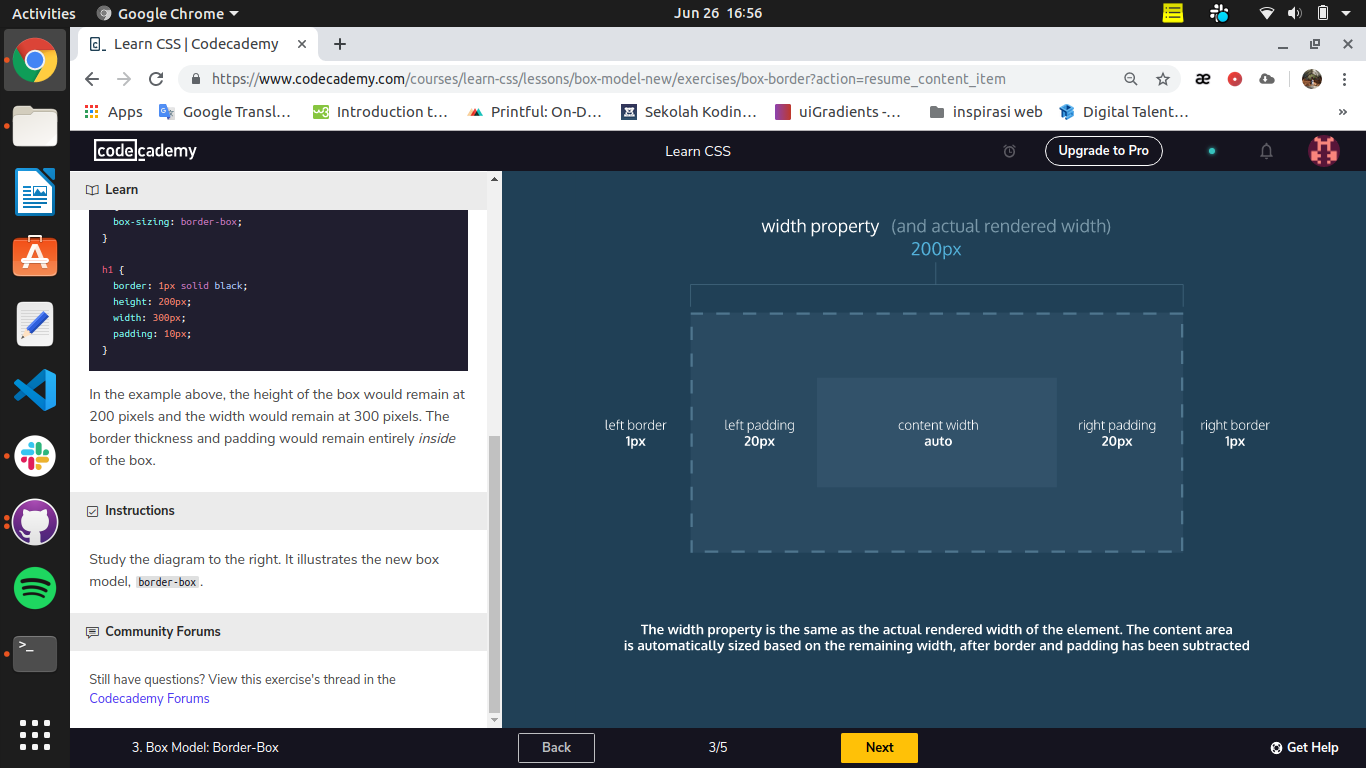 Activities
Google Chrome
Jun 26 16:56
Learn CSS | Codecademy
https://www.codecademy.com/courses/learn-css/lessons/box-model-new/exercises/box-border?action=resume_content_item
Apps
Google Transl...
Introduction t...
Printful: On-D...
Sekolah Kodin...
uiGradients -...
inspirasi web
Digital Talent...
»
codecademy
Learn CSS
Upgrade to Pro
Learn
box-sizing: border-box;
}
h1 {
border: 1px solid black;
height: 200px;
width: 300px;
padding: 10px;
}
In the example above, the height of the box would remain at
200 pixels and the width would remain at 300 pixels. The
border thickness and padding would remain entirely inside
of the box.
Instructions
Study the diagram to the right. It illustrates the new box
model, border-box.
Community Forums
Still have questions? View this exercise's thread in the
Codecademy Forums
width property (and actual rendered width)
200px
left border
1px
left padding
20px
content width
auto
right padding
20px
right border
1px
The width property is the same as the actual rendered width of the element. The content area
is automatically sized based on the remaining width, after border and padding has been subtracted
3. Box Model: Border-Box
Back
3/5
Next
Get Help